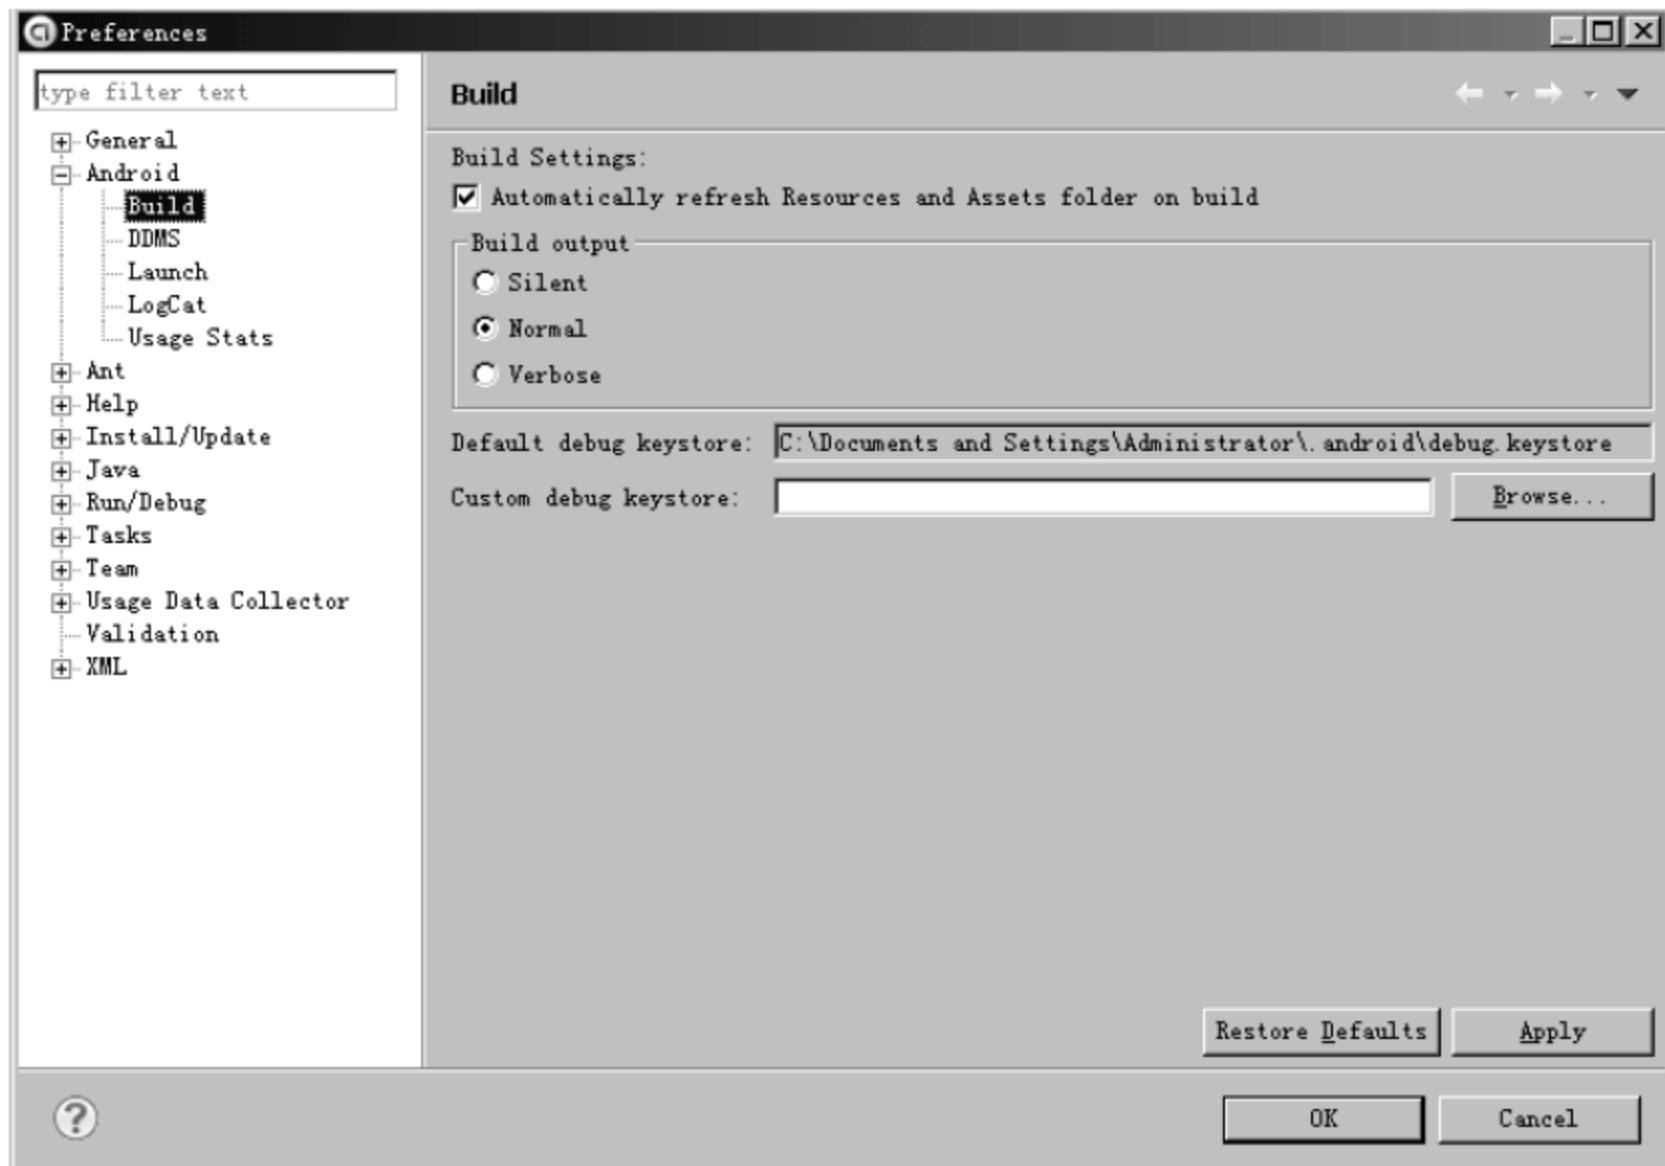 Preferences
type filter text
General
Android
Build
DDMS
Launch
LogCat
Usage Stats
Ant
Help
Install/Update
Java
Run/Debug
Tasks
Team
Usage Data Collector
Validation
XML
Build
Build Settings:
Automatically refresh Resources and Assets folder on build
Build output
Silent
Normal
Verbose
Default debug keystore: C:\Documents and Settings\Administrator\.android\debug.keystore
Custom debug keystore: Browse...
Restore Defaults Apply
? OK Cancel